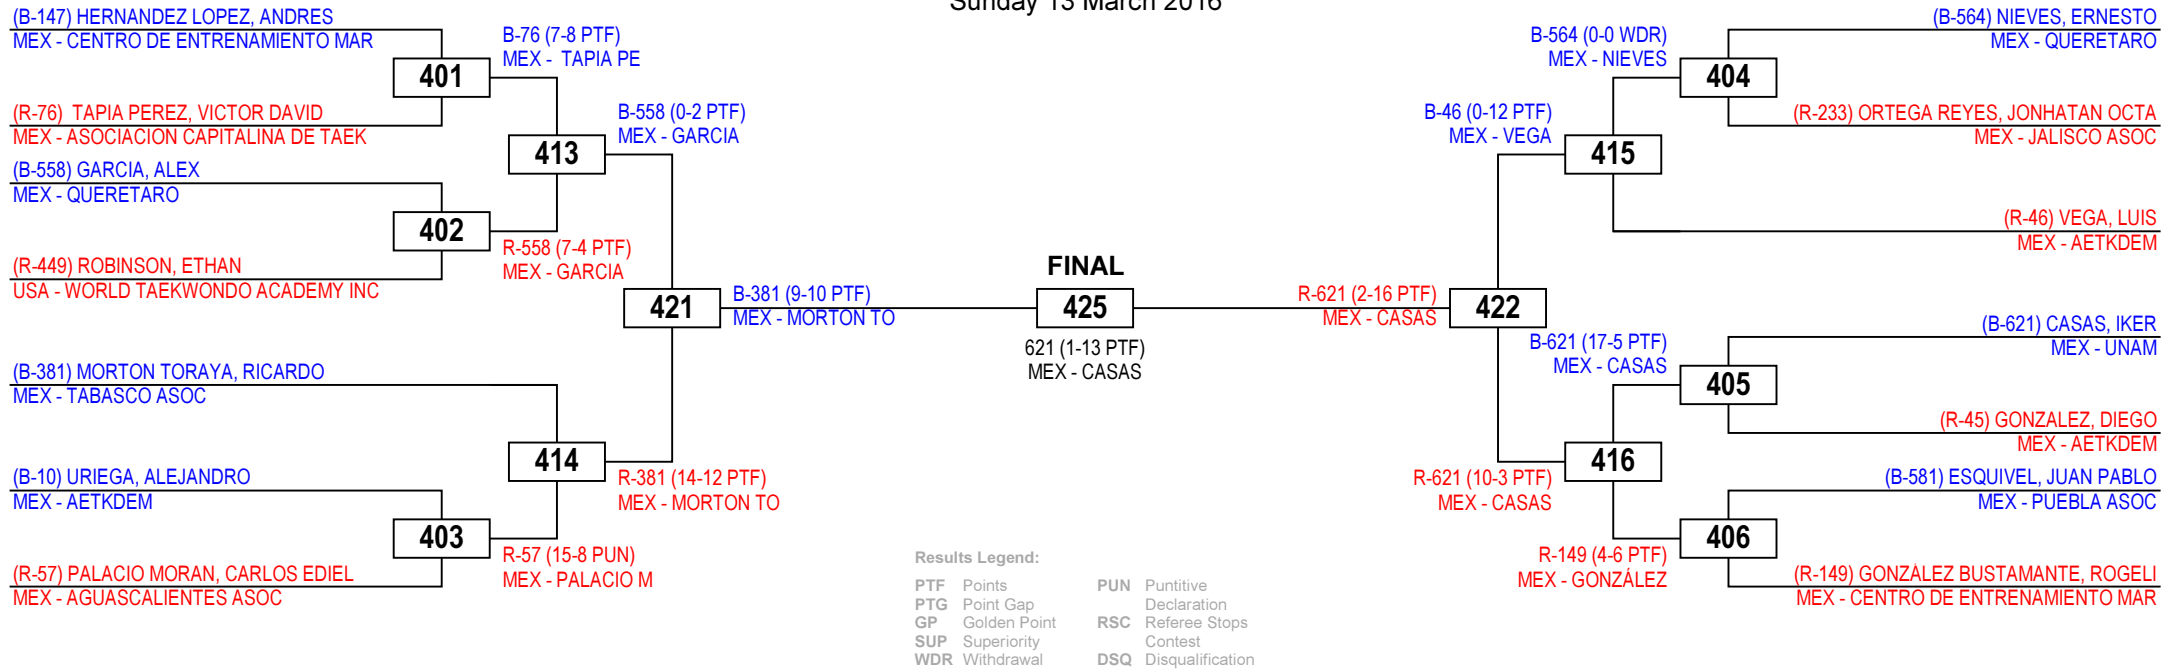 Sunday 13 March 2016
(B-147) HERNANDEZ LOPEZ, ANDRES
MEX - CENTRO DE ENTRENAMIENTO MAR
401
(R-76) TAPIA PEREZ, VICTOR DAVID
MEX - ASOCIACION CAPITALINA DE TAEK
(B-558) GARCIA, ALEX
MEX - QUERETARO
402
(R-449) ROBINSON, ETHAN
USA - WORLD TAEKWONDO ACADEMY INC
(B-381) MORTON TORAYA, RICARDO
MEX - TABASCO ASOC
(B-10) URIEGA, ALEJANDRO
MEX - AETKDEM
403
(R-57) PALACIO MORAN, CARLOS EDIEL
MEX - AGUASCALIENTES ASOC
B-76 (7-8 PTF)
MEX - TAPIA PE
413
R-558 (7-4 PTF)
MEX - GARCIA
414
R-57 (15-8 PUN)
MEX - PALACIO M
B-558 (0-2 PTF)
MEX - GARCIA
421
R-381 (14-12 PTF)
MEX - MORTON TO
B-381 (9-10 PTF)
MEX - MORTON TO
FINAL
425
621 (1-13 PTF)
MEX - CASAS
R-621 (2-16 PTF)
MEX - CASAS
B-46 (0-12 PTF)
MEX - VEGA
422
R-621 (10-3 PTF)
MEX - CASAS
B-564 (0-0 WDR)
MEX - NIEVES
415
B-621 (17-5 PTF)
MEX - CASAS
416
R-149 (4-6 PTF)
MEX - GONZÁLEZ
(B-564) NIEVES, ERNESTO
MEX - QUERETARO
404
(R-233) ORTEGA REYES, JONHATAN OCTA
MEX - JALISCO ASOC
(R-46) VEGA, LUIS
MEX - AETKDEM
(B-621) CASAS, IKER
MEX - UNAM
405
(R-45) GONZALEZ, DIEGO
MEX - AETKDEM
(B-581) ESQUIVEL, JUAN PABLO
MEX - PUEBLA ASOC
406
(R-149) GONZÁLEZ BUSTAMANTE, ROGELI
MEX - CENTRO DE ENTRENAMIENTO MAR
Results Legend:
PTF Points
PTG Point Gap
GP Golden Point
SUP Superiority
WDR Withdrawal
PUN Puntitive
Declaration
RSC Referee Stops
Contest
DSQ Disqualification